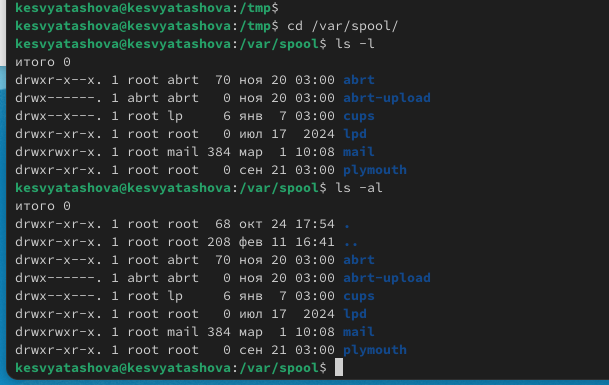 kesvyatashova@kesvyatashova:/tmp$
kesvyatashova@kesvyatashova:/tmp$ cd /var/spool/
kesvyatashova@kesvyatashova:/var/spool$ ls -l
итого 0
drwxr-x--x. 1 root abrt  70 ноя 20 03:00 abrt
drwx------. 1 abrt abrt   0 ноя 20 03:00 abrt-upload
drwx--x---. 1 root lp     6 янв  7 03:00 cups
drwxr-xr-x. 1 root root   0 июл 17  2024 lpd
drwxrwxr-x. 1 root mail 384 мар  1 10:08 mail
drwxr-xr-x. 1 root root   0 сен 21 03:00 plymouth
kesvyatashova@kesvyatashova:/var/spool$ ls -al
итого 0
drwxr-xr-x. 1 root root  68 окт 24 17:54 .
drwxr-xr-x. 1 root root 208 фев 11 16:41 ..
drwxr-x--x. 1 root abrt  70 ноя 20 03:00 abrt
drwx------. 1 abrt abrt   0 ноя 20 03:00 abrt-upload
drwx--x---. 1 root lp     6 янв  7 03:00 cups
drwxr-xr-x. 1 root root   0 июл 17  2024 lpd
drwxrwxr-x. 1 root mail 384 мар  1 10:08 mail
drwxr-xr-x. 1 root root   0 сен 21 03:00 plymouth
kesvyatashova@kesvyatashova:/var/spool$